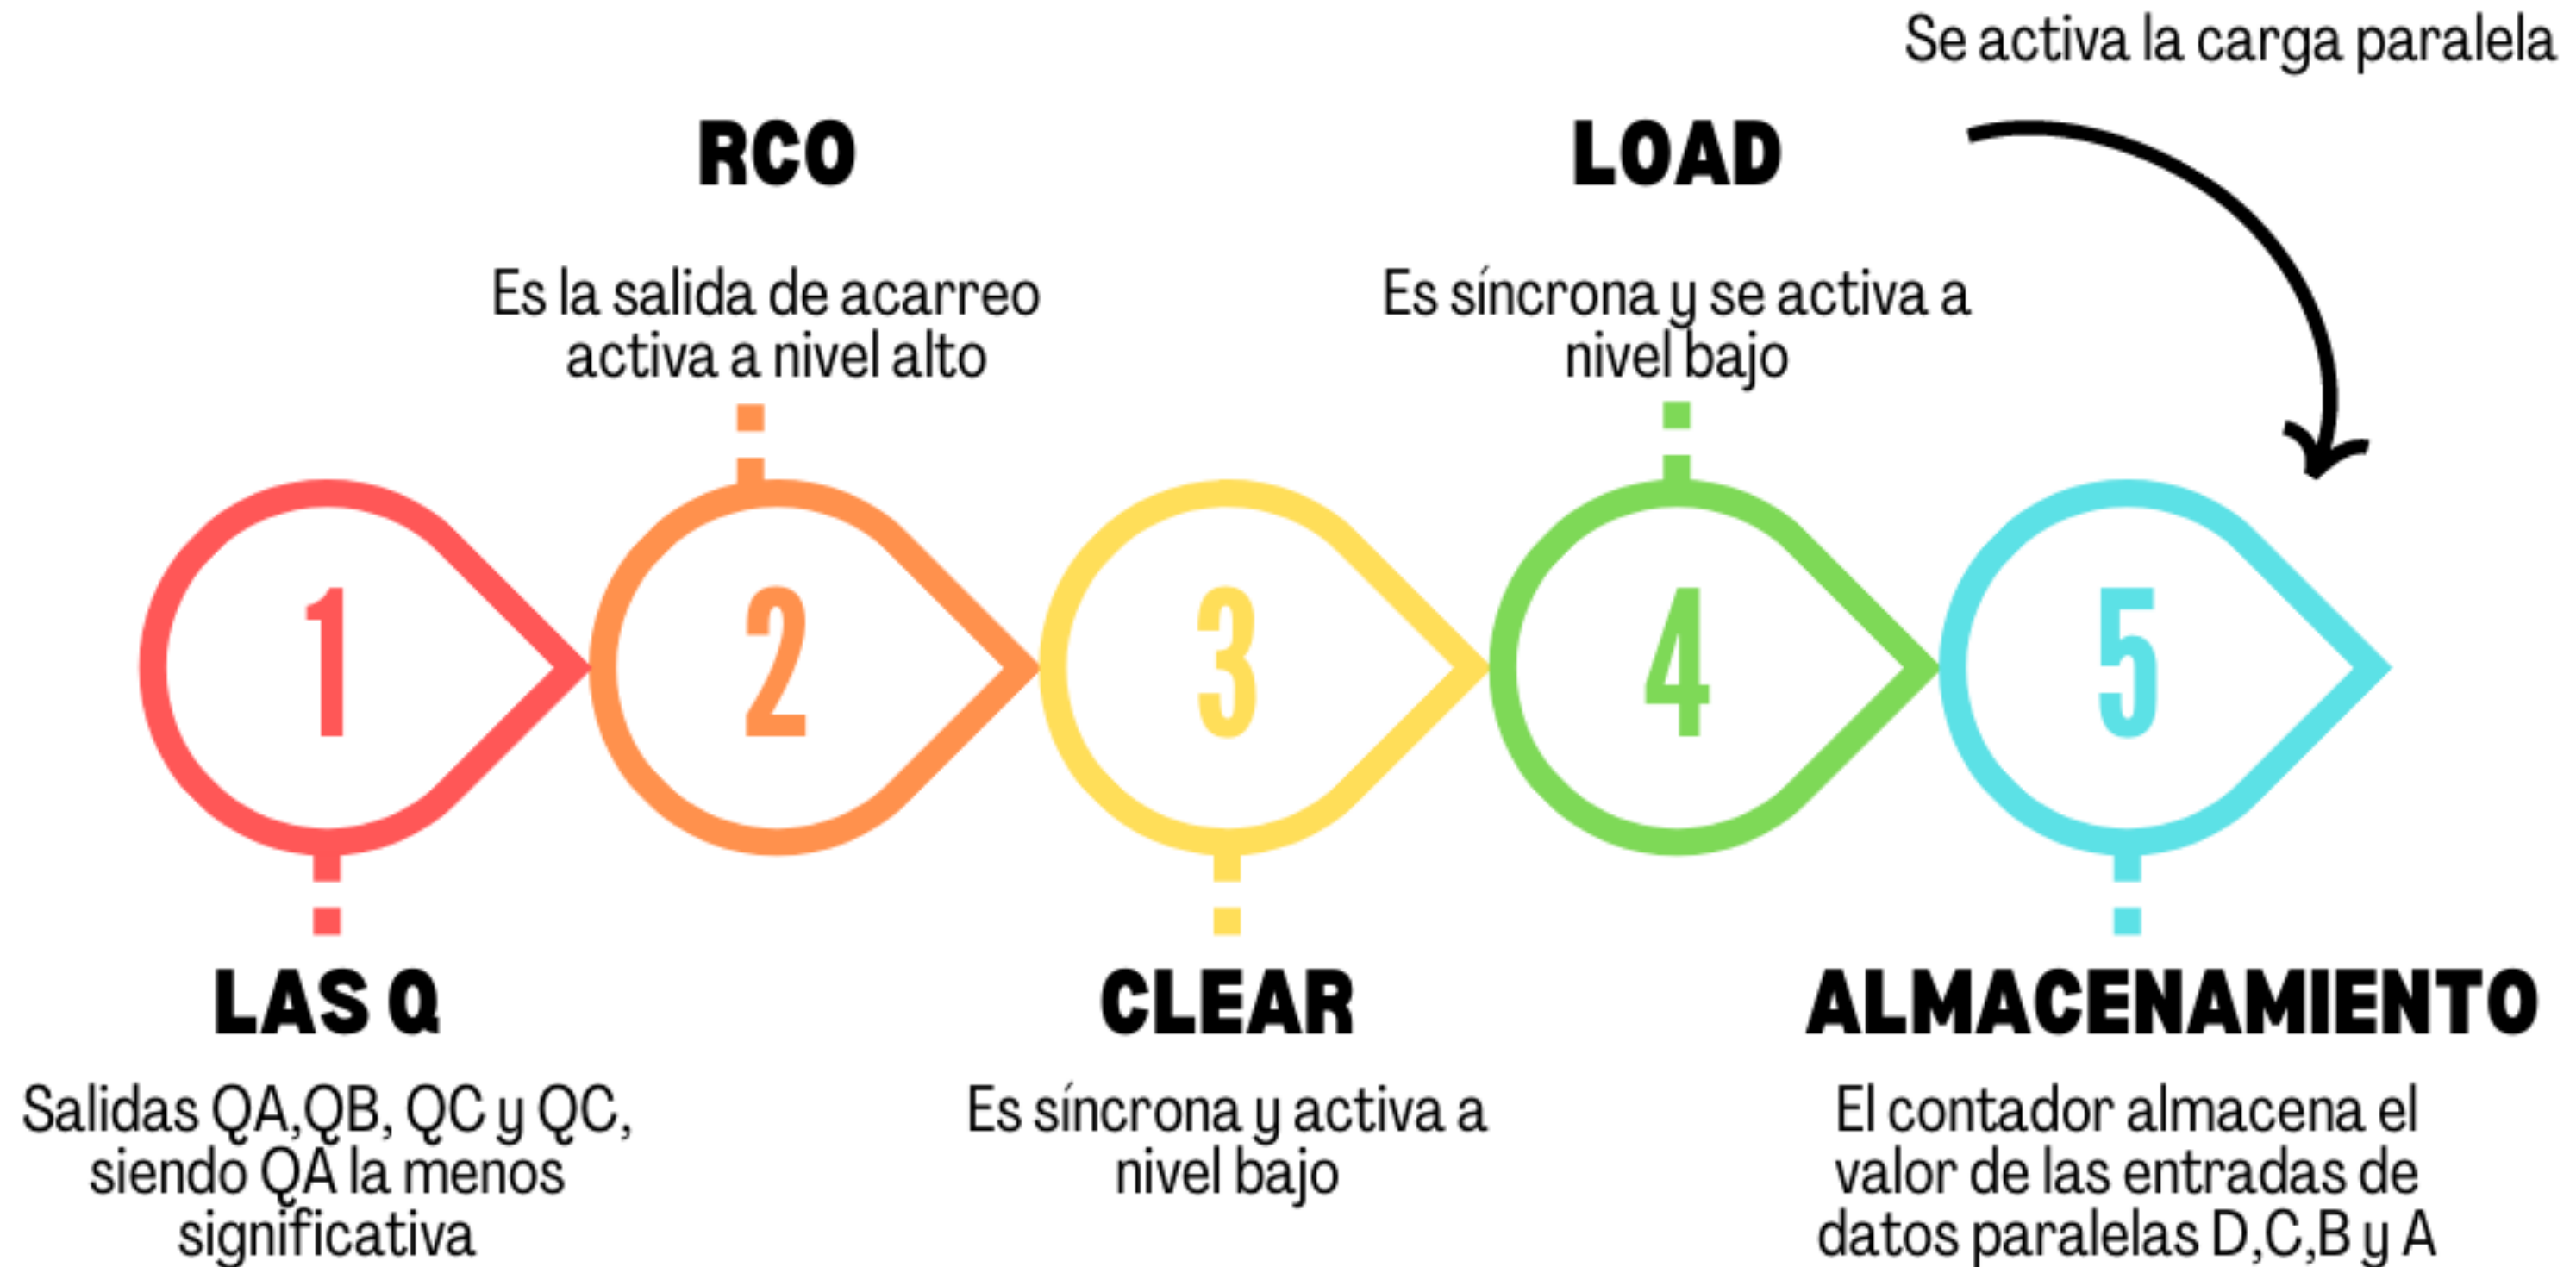 Se activa la carga paralela
RCO
Es la salida de acarreo
activa a nivel alto
LOAD
Es síncrona y se activa a
nivel bajo
1
2
3
4
5
LAS Q
Salidas QA,QB, QC y QC,
siendo QA la menos
significativa
CLEAR
Es síncrona y activa a
nivel bajo
ALMACENAMIENTO
El contador almacena el
valor de las entradas de
datos paralelas D,C,B y A